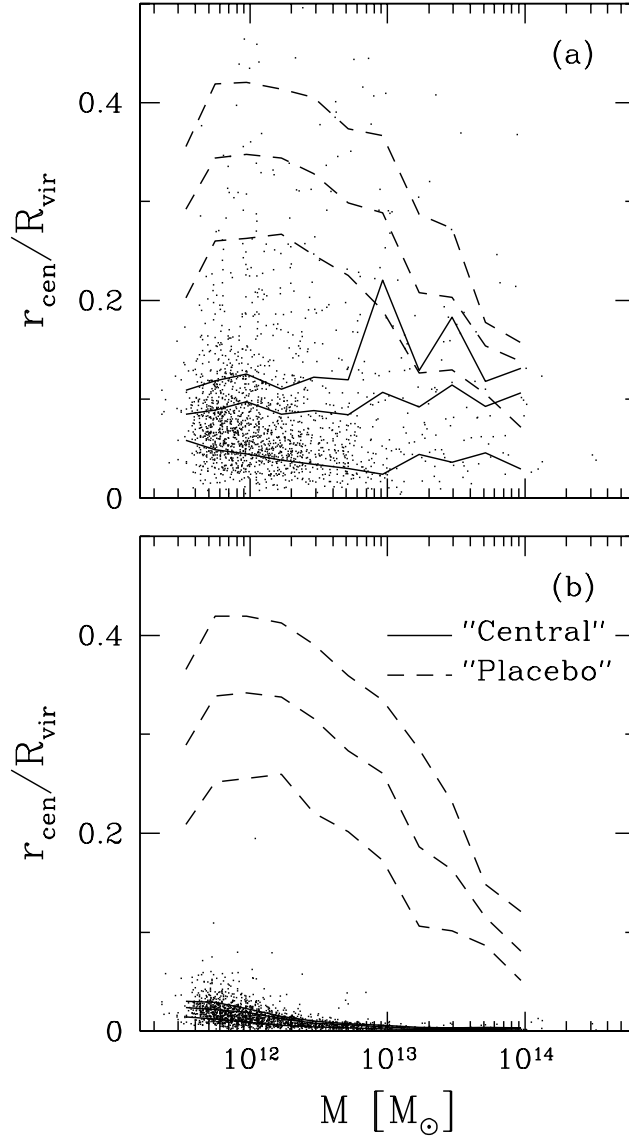 (a)
0.4
0.2
0
r_cen/R_vir
(b)
"Central"
"Placebo"
0.4
0.2
0
r_cen/R_vir
10^12 10^13 10^14
M [M_⊙]